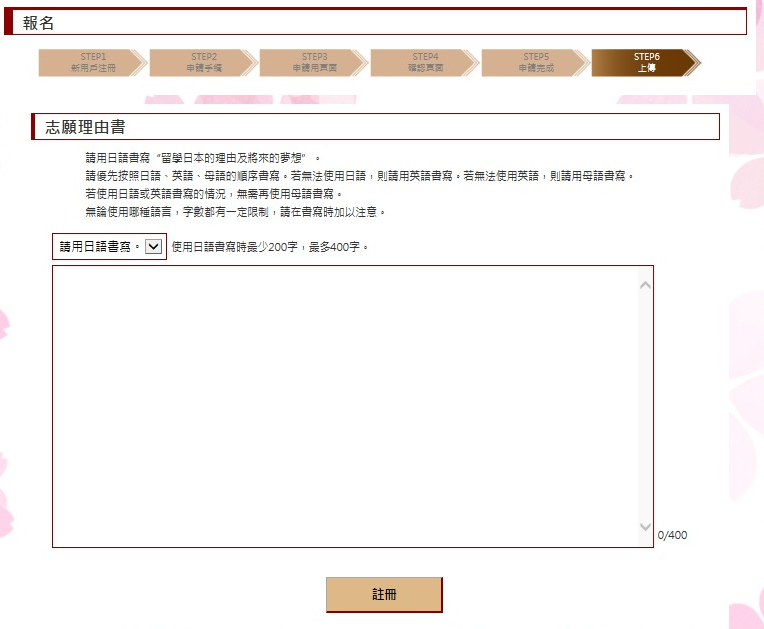 報名
STEP1
新用戶注冊
STEP2
申請手續
STEP3
申請用頁面
STEP4
確認頁面
STEP5
申請完成
STEP6
上傳
志願理由書
請用日語書寫“留學日本的理由及將來的夢想”。
請優先按照日語、英語、母語的順序書寫。若無法使用日語，則請用英語書寫。若無法使用英語，則請用母語書寫。
若使用日語或英語書寫的情況，無需再使用母語書寫。
無論使用哪種語言，字數都有一定限制，請在書寫時加以注意。
請用日語書寫。 使用日語書寫時最少200字，最多400字。
0/400
註冊